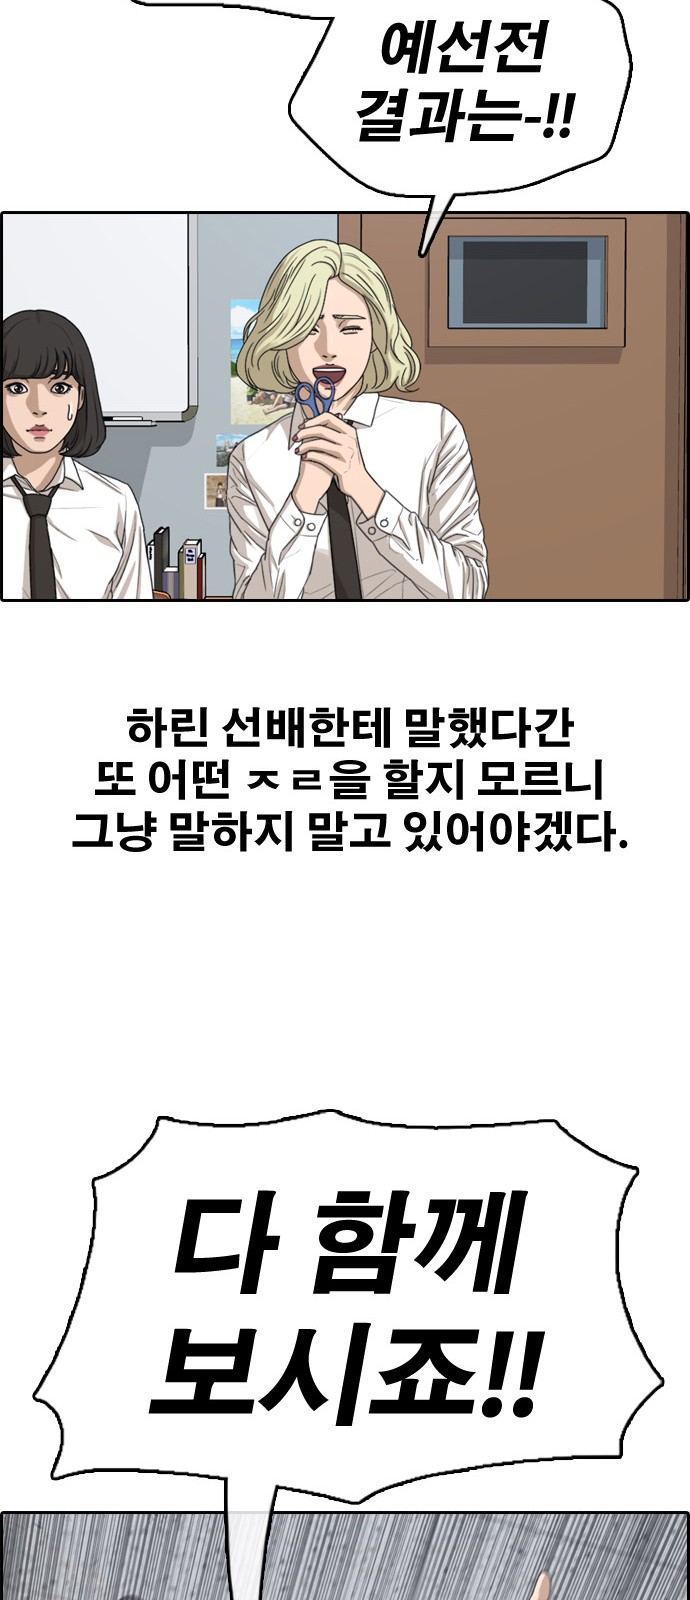 예선전
결과는-!!
하린 선배한테 말했다간
또 어떤 ㅈㄹ을 할지 모르니
그냥 말하지 말고 있어야겠다.
다 함께
보시죠!!